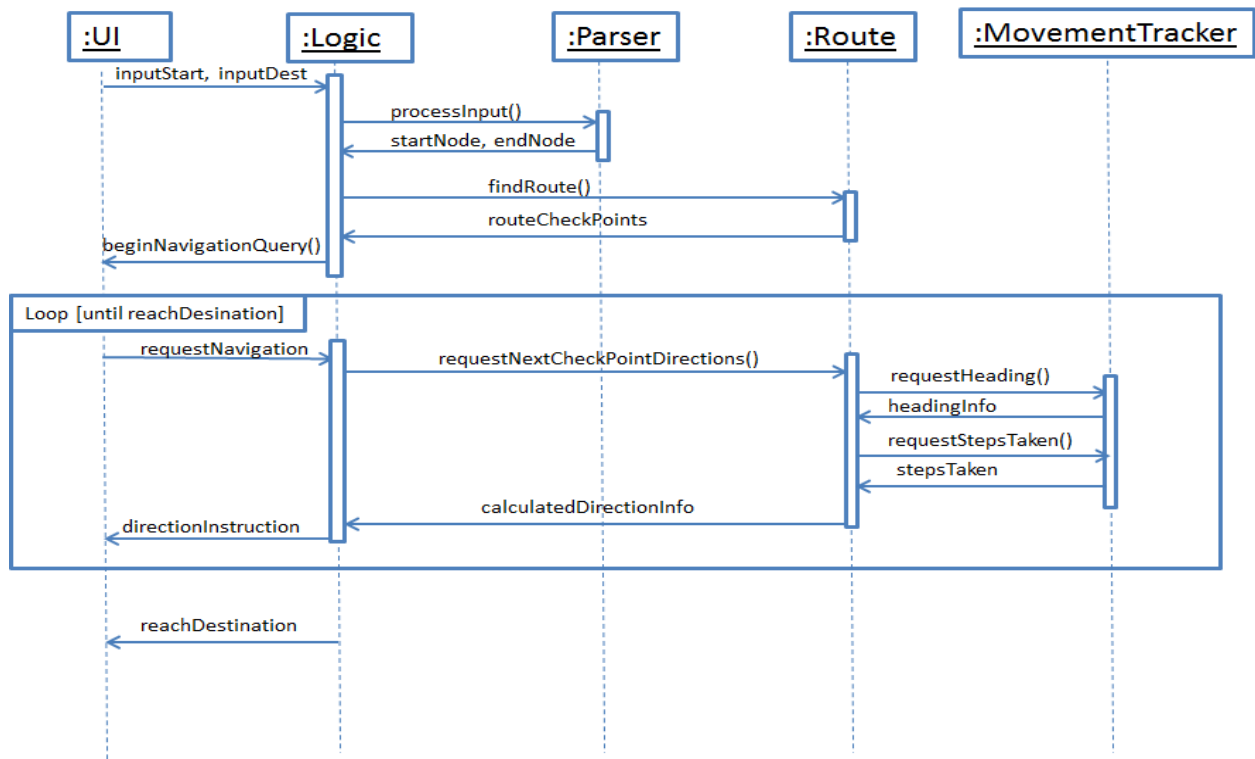 :UI
:Logic
:Parser
:Route
:MovementTracker
inputStart, inputDest
processInput()
startNode, endNode
findRoute()
routeCheckPoints
beginNavigationQuery()
Loop [until reachDesination]
requestNavigation
requestNextCheckPointDirections()
requestHeading()
headingInfo
requestStepsTaken()
stepsTaken
calculatedDirectionInfo
directionInstruction
reachDestination